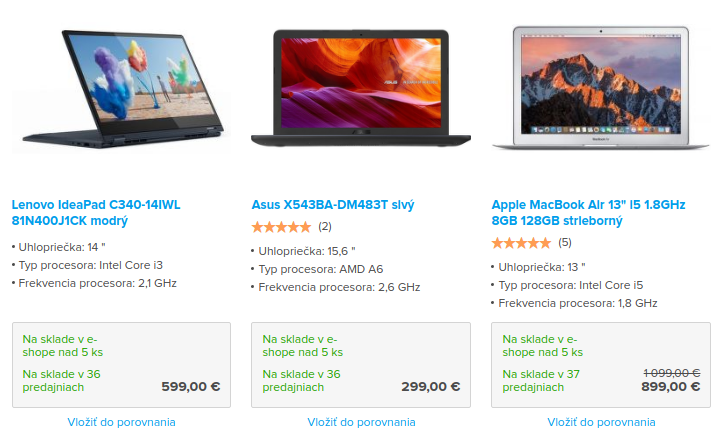 Lenovo IdeaPad C340-14IWL
81N400J1CK modrý
• Uhlopriečka: 14 "
• Typ procesora: Intel Core i3
• Frekvencia procesora: 2,1 GHz
Na sklade v e-
shope nad 5 ks
Na sklade v 36
predajniach
599,00 €
Vložiť do porovnania
Asus X543BA-DM483T sivý
(2)
• Uhlopriečka: 15,6 "
• Typ procesora: AMD A6
• Frekvencia procesora: 2,6 GHz
Na sklade v e-
shope nad 5 ks
Na sklade v 36
predajniach
299,00 €
Vložiť do porovnania
Apple MacBook Air 13" i5 1.8GHz
8GB 128GB strieborný
(5)
• Uhlopriečka: 13 "
• Typ procesora: Intel Core i5
• Frekvencia procesora: 1,8 GHz
Na sklade v e-
shope nad 5 ks
Na sklade v 37
predajniach
1 099,00 €
899,00 €
Vložiť do porovnania